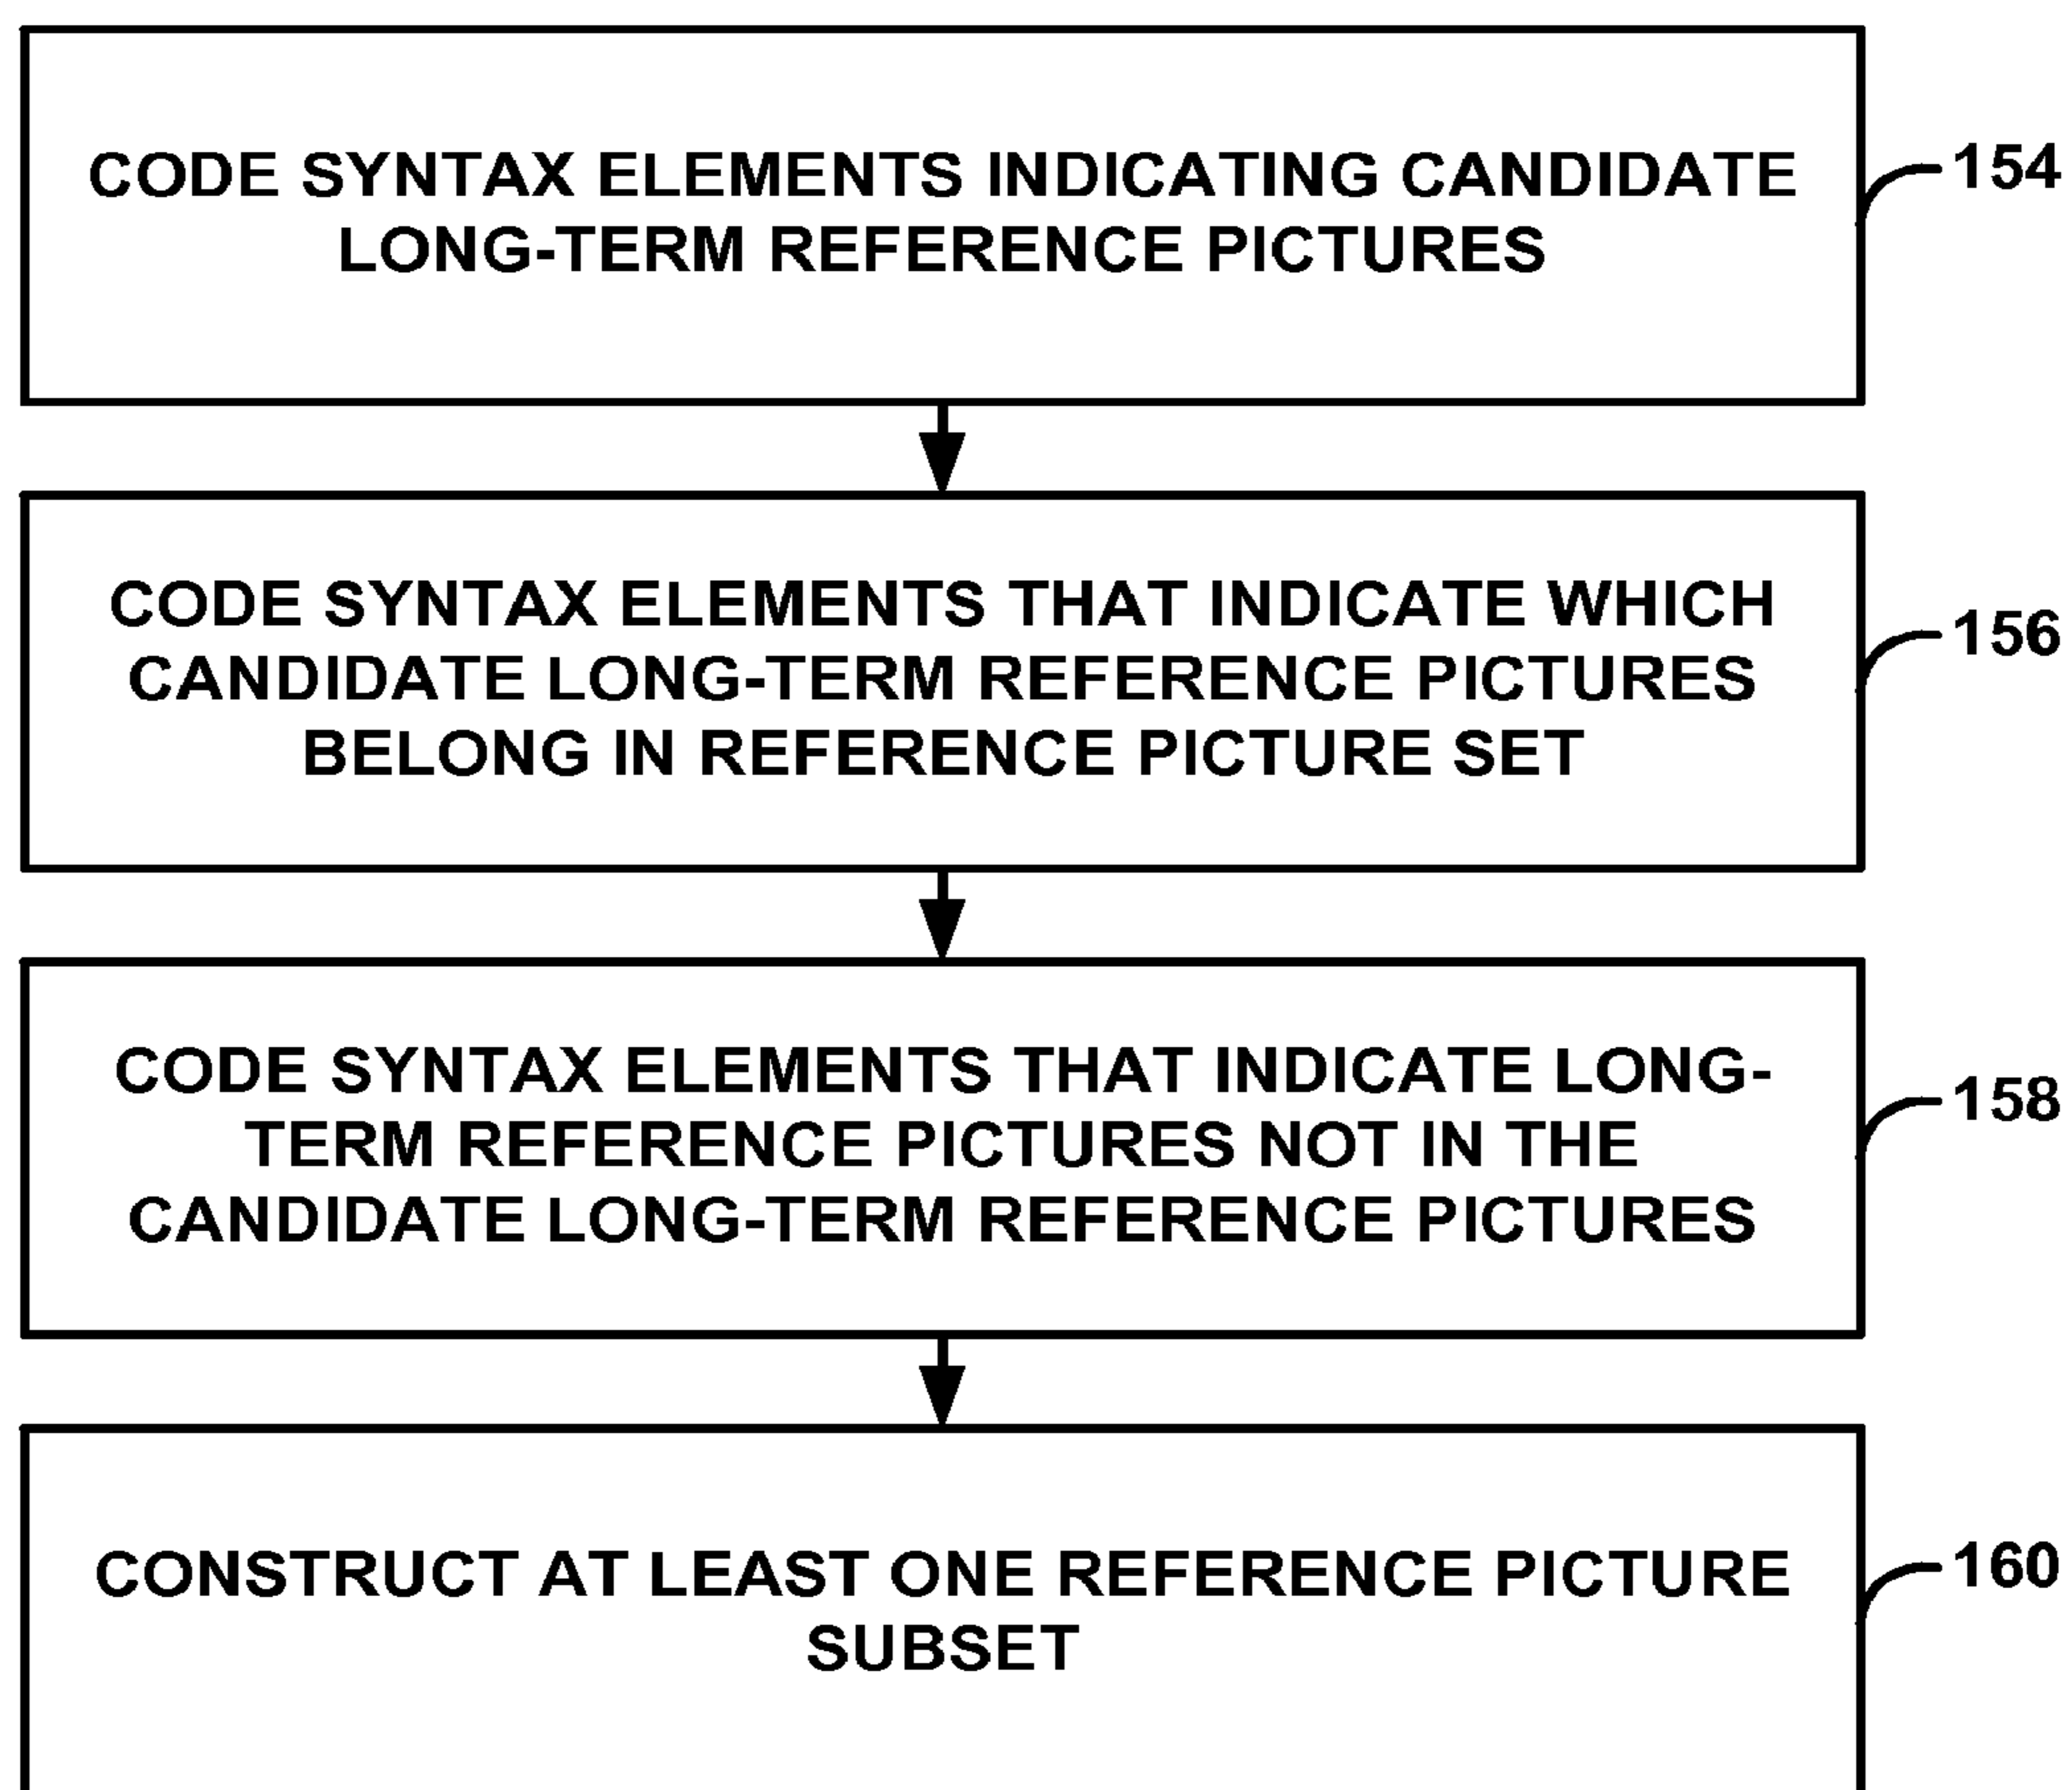 CODE SYNTAX ELEMENTS INDICATING CANDIDATE
LONG-TERM REFERENCE PICTURES
154
CODE SYNTAX ELEMENTS THAT INDICATE WHICH
CANDIDATE LONG-TERM REFERENCE PICTURES
BELONG IN REFERENCE PICTURE SET
156
CODE SYNTAX ELEMENTS THAT INDICATE LONG-
TERM REFERENCE PICTURES NOT IN THE
CANDIDATE LONG-TERM REFERENCE PICTURES
158
CONSTRUCT AT LEAST ONE REFERENCE PICTURE
SUBSET
160